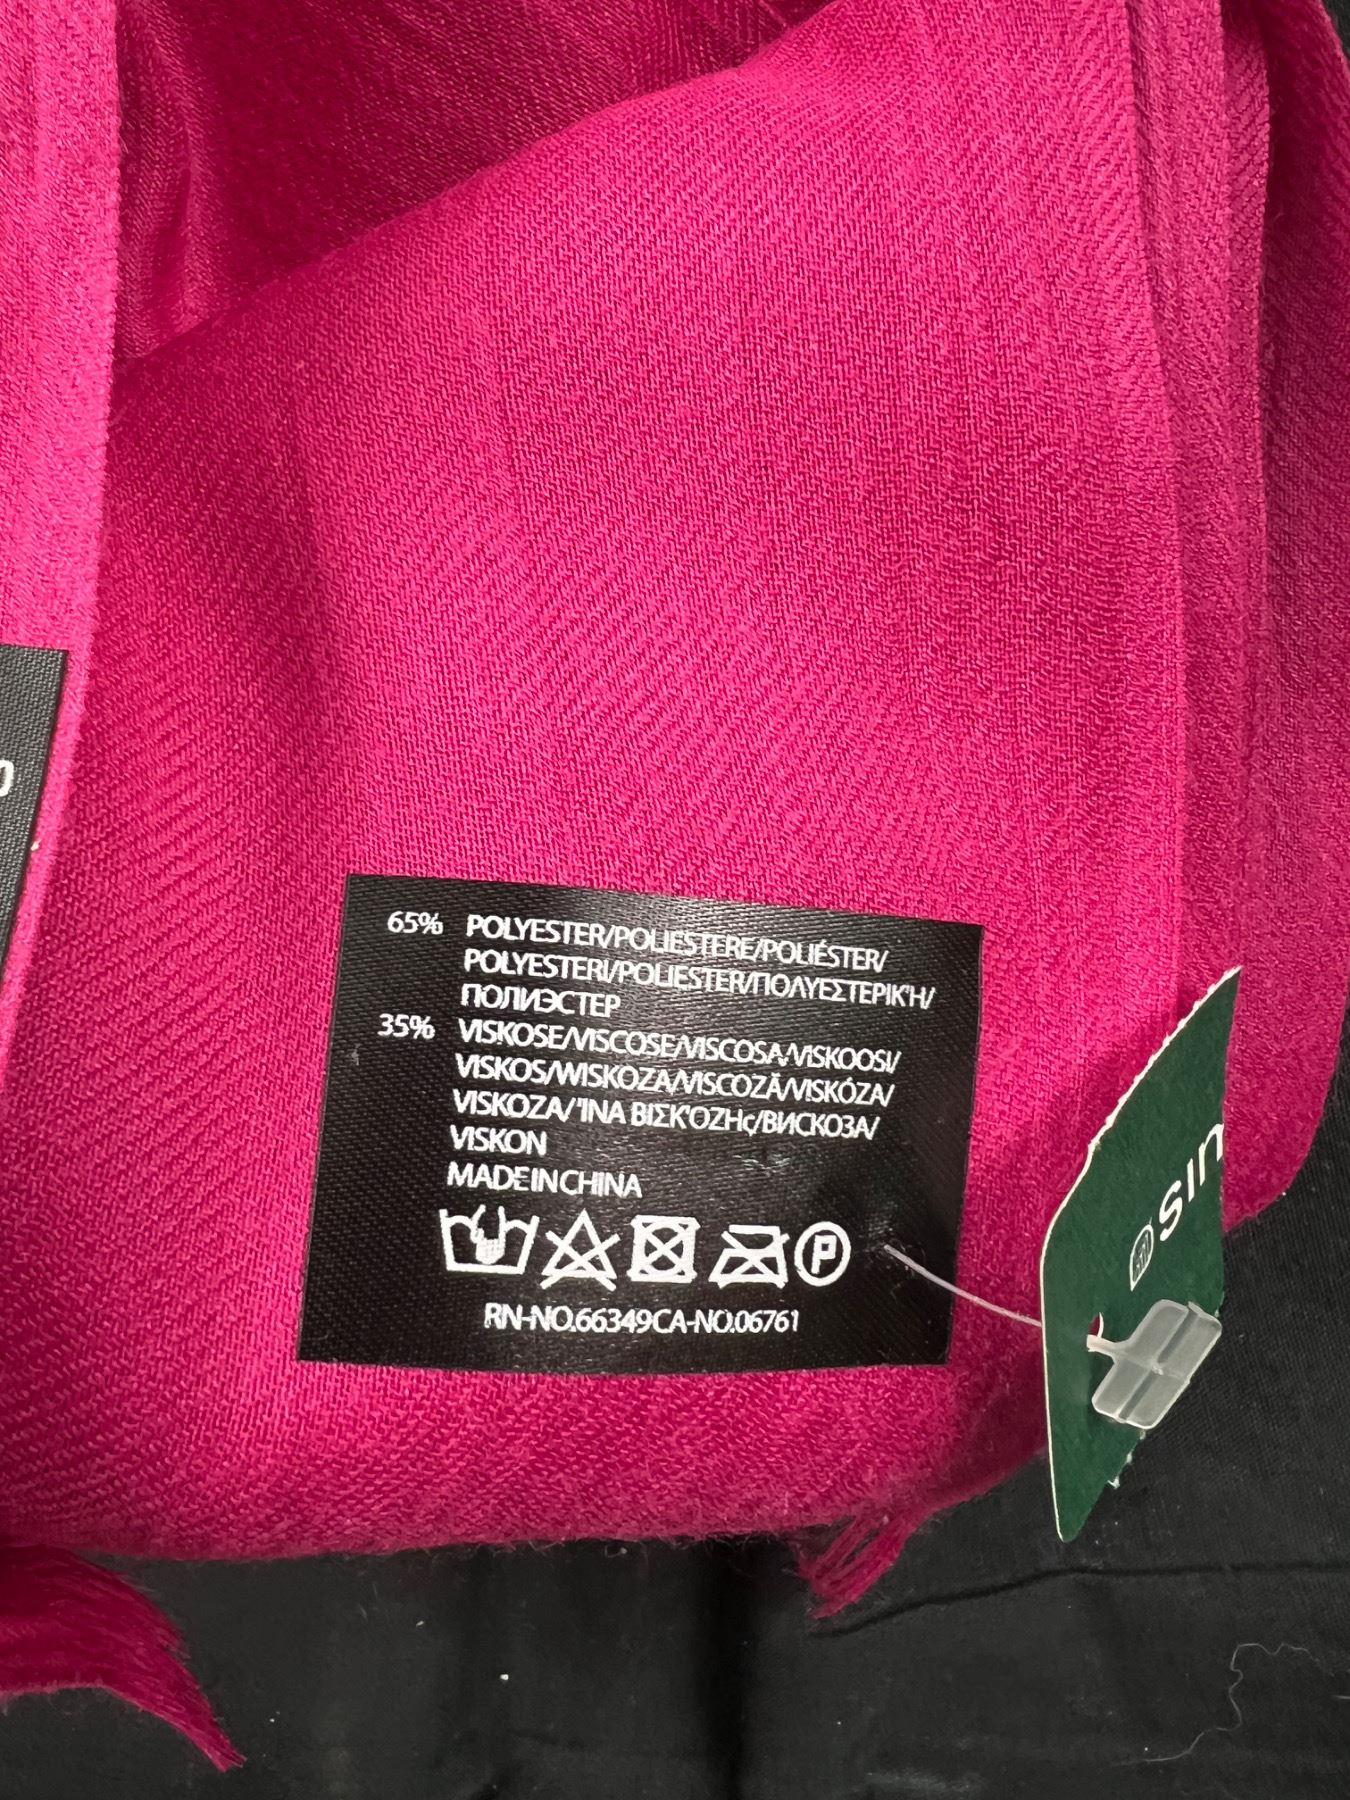 65% POLYESTER/POLIESTERE/POLIÉSTER/
POLYESTERI/POLIESTER/ΠΟΛΥΕΣΤΕΡΙΚΉ/
ПОЛИЭСТЕР
35% VISKOSE/VISCOSE/VISCOSA/VISKOOSI/
VISKOS/WISKOZA/VISCOZĂ/VISKÓZA/
VISKOZA/ΊΝΑ ΒΙΣΚΌΖΗς/ВИСКОЗА/
VISKON
MADE IN CHINA
P
RN-NO.66349CA-NO.06761